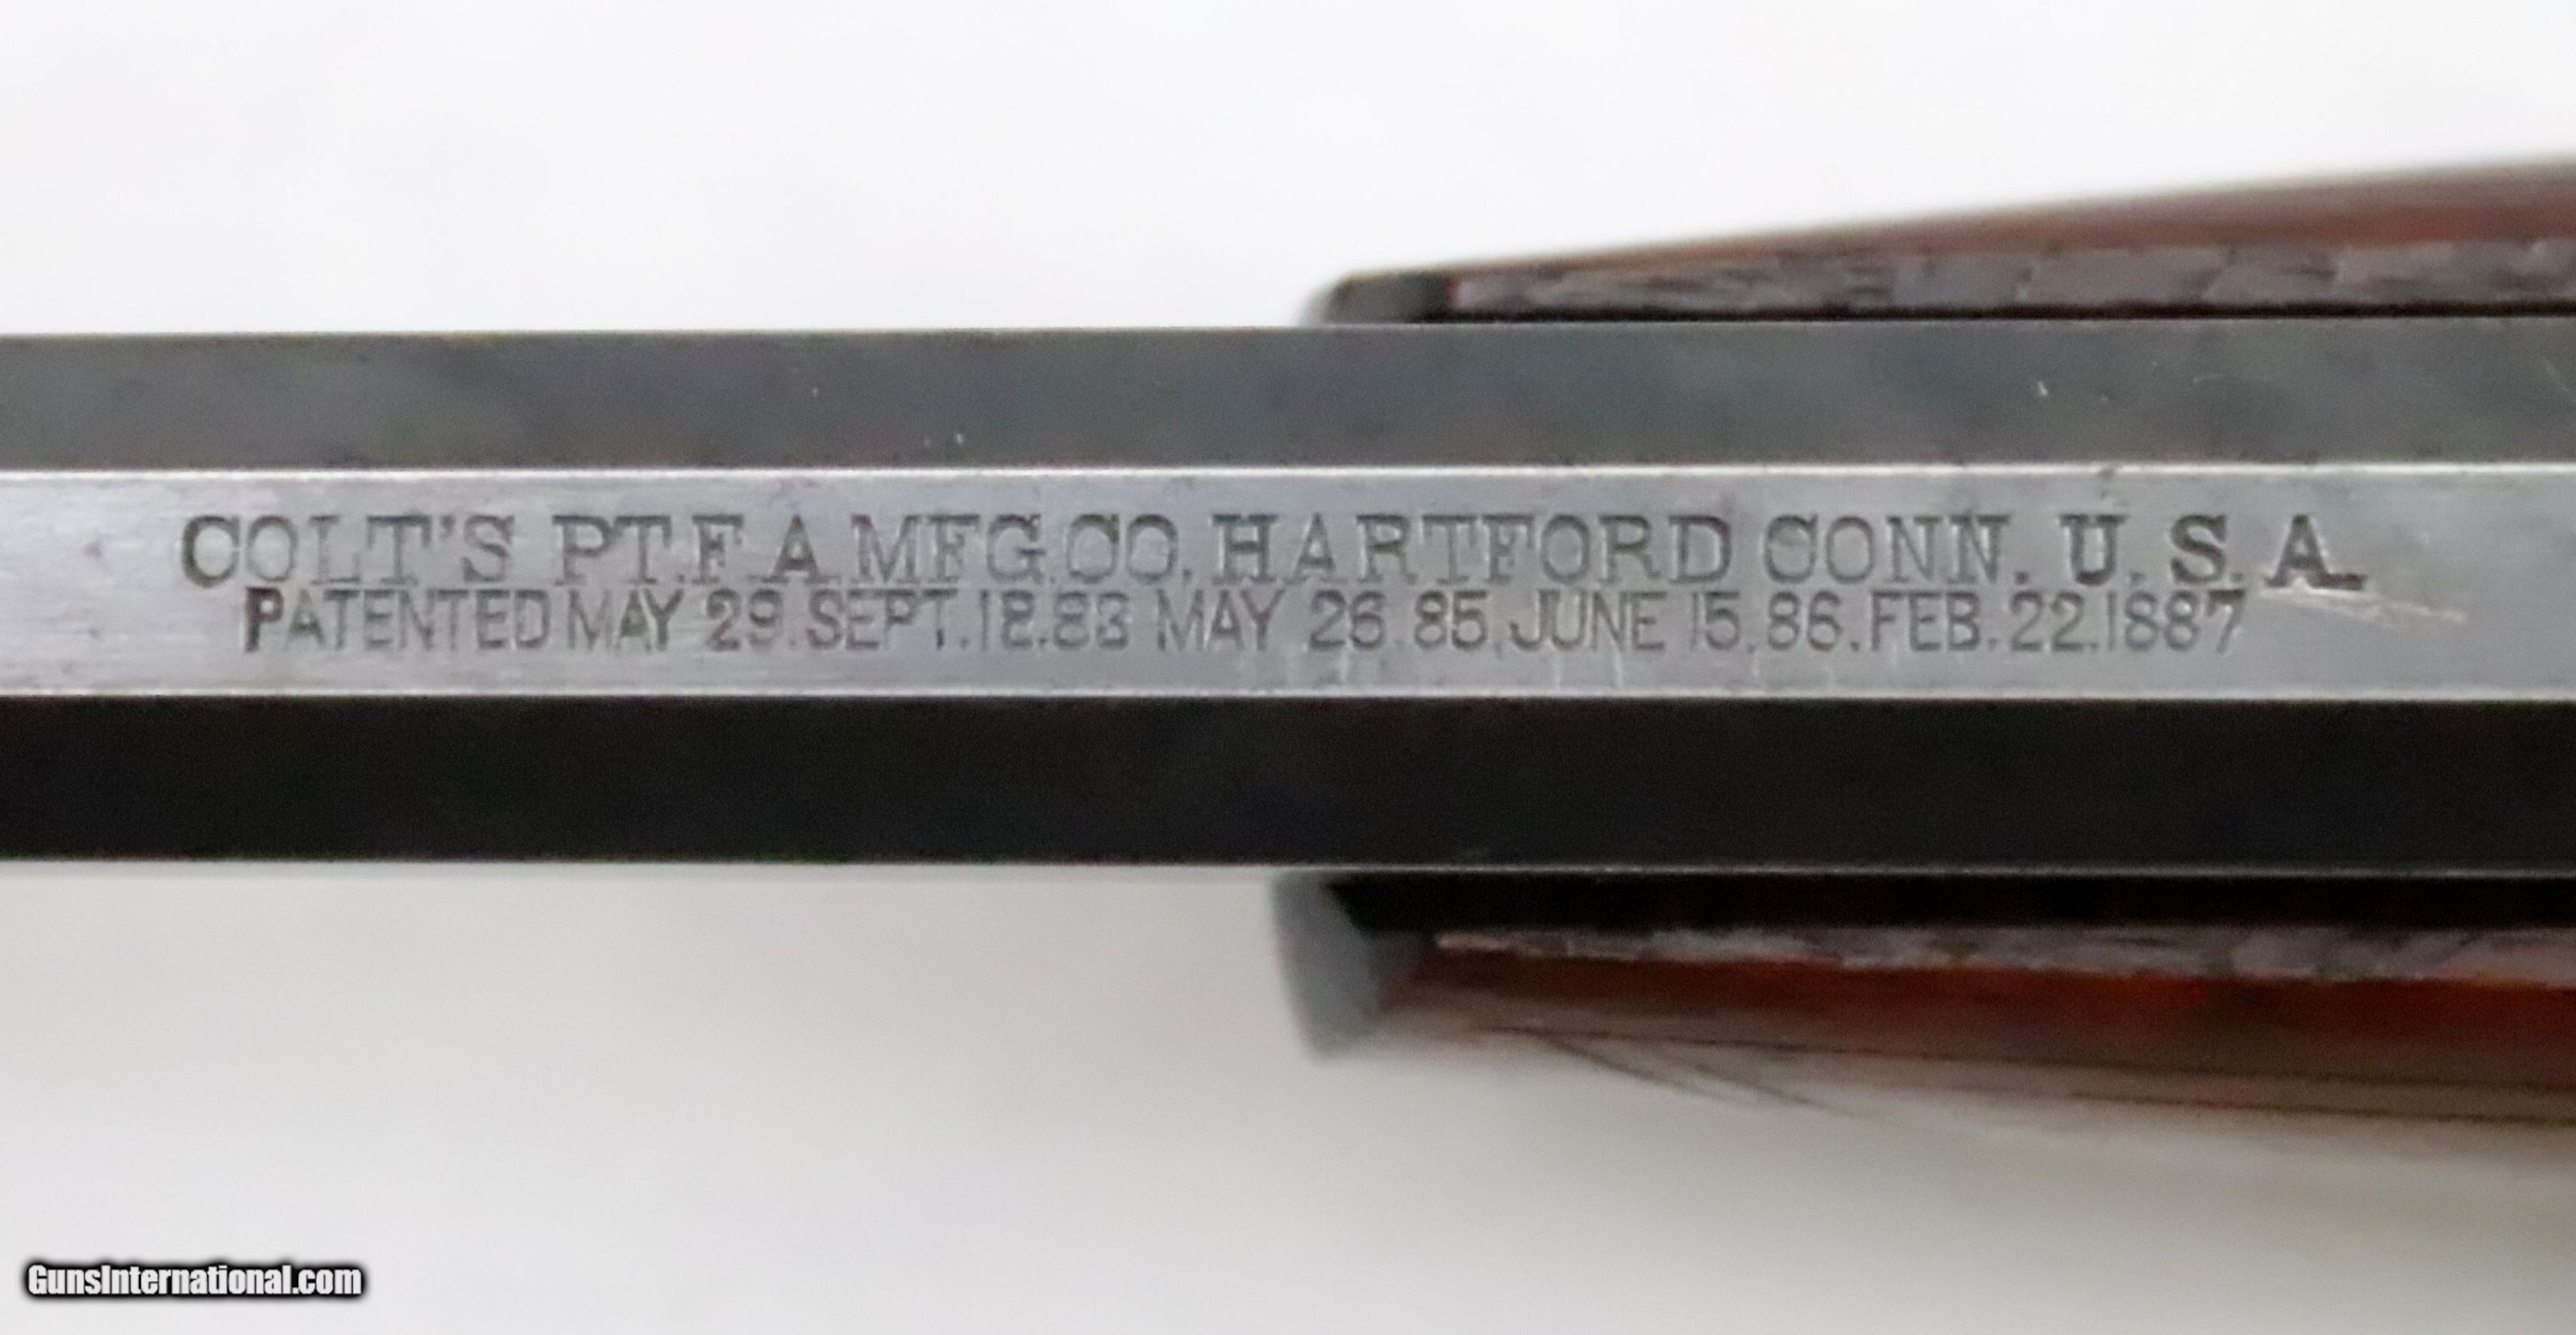 COLT'S PT.F.A.MFG.CO. HARTFORD CONN. U.S.A.
PATENTED MAY 29.SEPT.18.83 MAY 26.85.JUNE 15.86.FEB.22.1887
GunsInternational.com